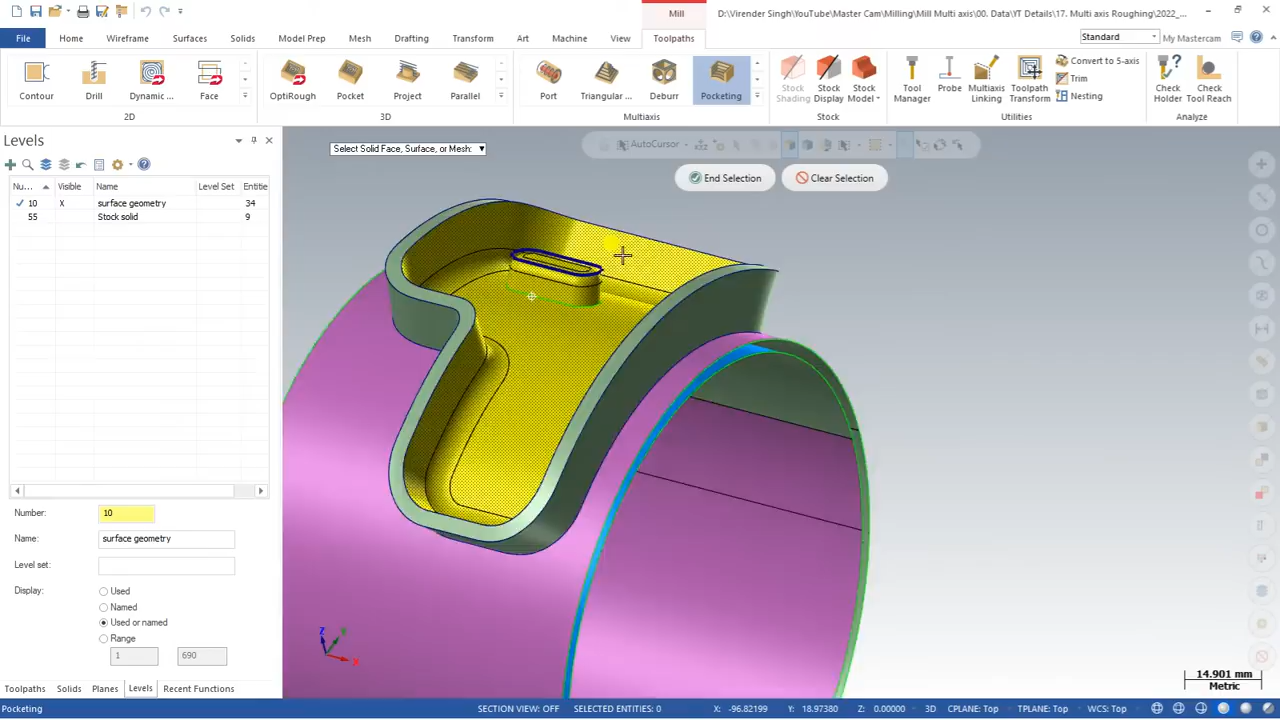 Mill
D:\Virender Singh\YouTube\Master Cam\Milling\Mill Multi axis\00. Data\YT Details\17. Multi axis Roughing\2022_...
File Home Wireframe Surfaces Solids Model Prep Mesh Drafting Transform Art Machine View Toolpaths
Standard My Mastercam
Contour Drill Dynamic ... Face
2D
OptiRough Pocket Project Parallel
3D
Port Triangular ... Deburr Pocketing
Multiaxis
Stock Shading Stock Display Stock Model
Stock
Tool Manager Probe Multiaxis Linking Toolpath Transform
Convert to 5-axis
Trim
Nesting
Utilities
Check Holder Check Tool Reach
Analyze
Levels
Select Solid Face, Surface, or Mesh:
AutoCursor
End Selection Clear Selection
Nu... Visible Name Level Set Entitie
10 X surface geometry 34
55 Stock solid 9
Number: 10
Name: surface geometry
Level set:
Display: Used
Named
Used or named
Range
1 690
Z Y X
14.901 mm
Metric
Toolpaths Solids Planes Levels Recent Functions
Pocketing SECTION VIEW: OFF SELECTED ENTITIES: 0 X: -96.82199 Y: 18.97380 Z: 0.00000 3D CPLANE: Top TPLANE: Top WCS: Top